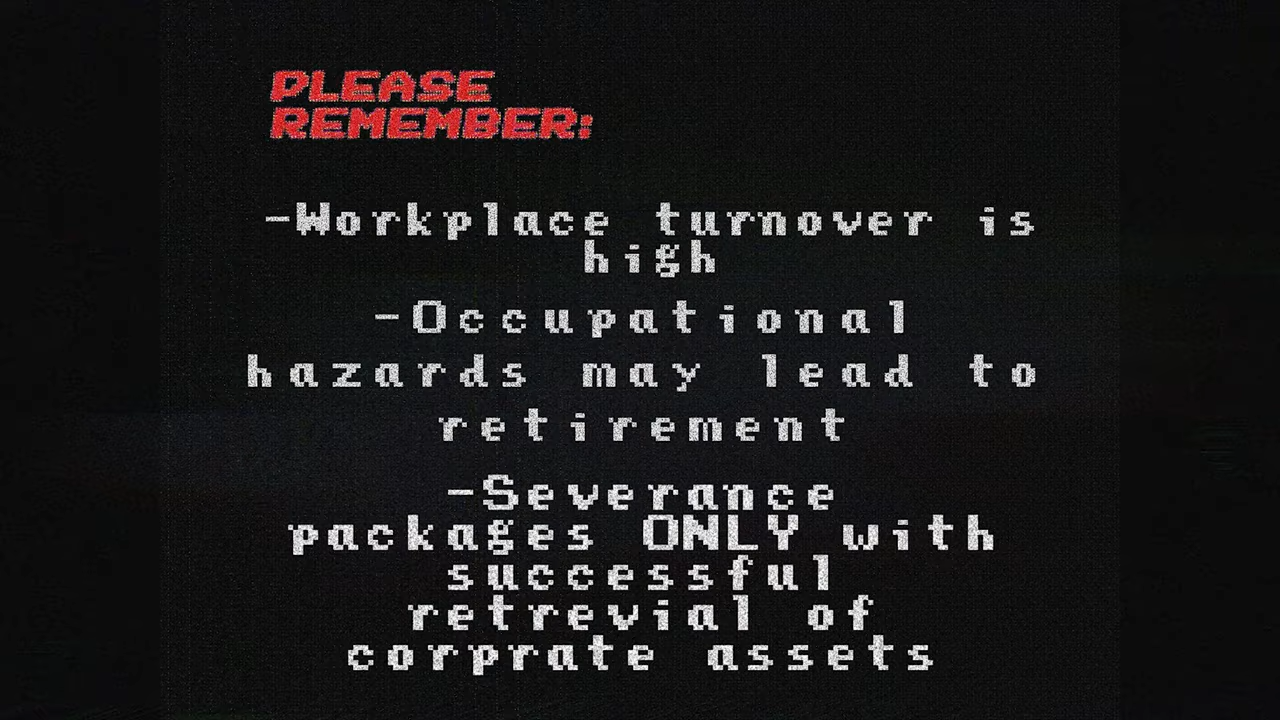 PLEASE
REMEMBER:
-Workplace turnover is
high
-Occupational
hazards may lead to
retirement
-Severance
packages ONLY with
successful
retrevial of
corprate assets